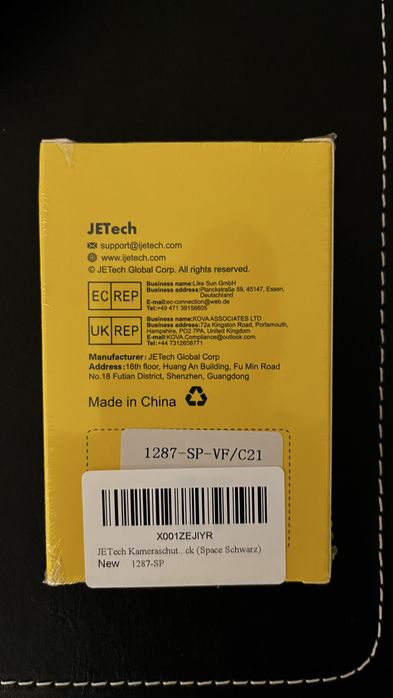 JETech
support@ijetech.com
www.ijetech.com
© JETech Global Corp. All rights reserved.
EC REP
Business name:Like Sun GmbH
Business address:Planckstraße 59, 45147, Essen,
Deutschland
E-mail:ec-connection@web.de
Tel:+49 471 39156605
UK REP
Business name:KOVA ASSOCIATES LTD
Business address:72a Kingston Road, Portsmouth,
Hampshire, PO2 7PA, United Kingdom
E-mail:KOVA.Compliance@outlook.com
Tel:+44 7312658771
Manufacturer: JETech Global Corp
Address:16th floor, Huang An Building, Fu Min Road
No.18 Futian District, Shenzhen, Guangdong
Made in China
1287-SP-VF/C21
X001ZEJIYR
JETech Kameraschut...ck (Space Schwarz)
New 1287-SP